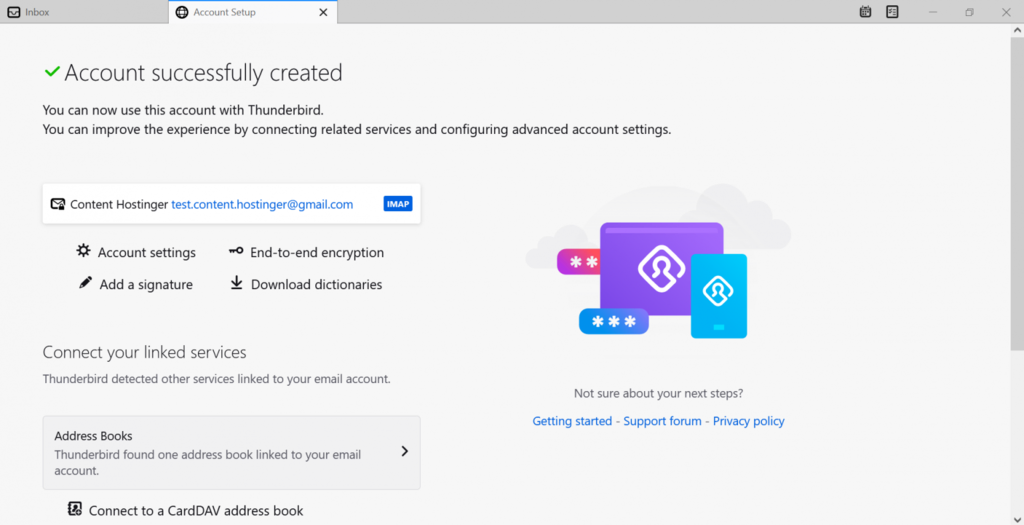 Inbox
Account Setup
Account successfully created
You can now use this account with Thunderbird.
You can improve the experience by connecting related services and configuring advanced account settings.
Content Hostinger test.content.hostinger@gmail.com IMAP
Account settings
End-to-end encryption
Add a signature
Download dictionaries
Connect your linked services
Thunderbird detected other services linked to your email account.
Address Books
Thunderbird found one address book linked to your email
account.
Connect to a CardDAV address book
**
***
Not sure about your next steps?
Getting started - Support forum - Privacy policy